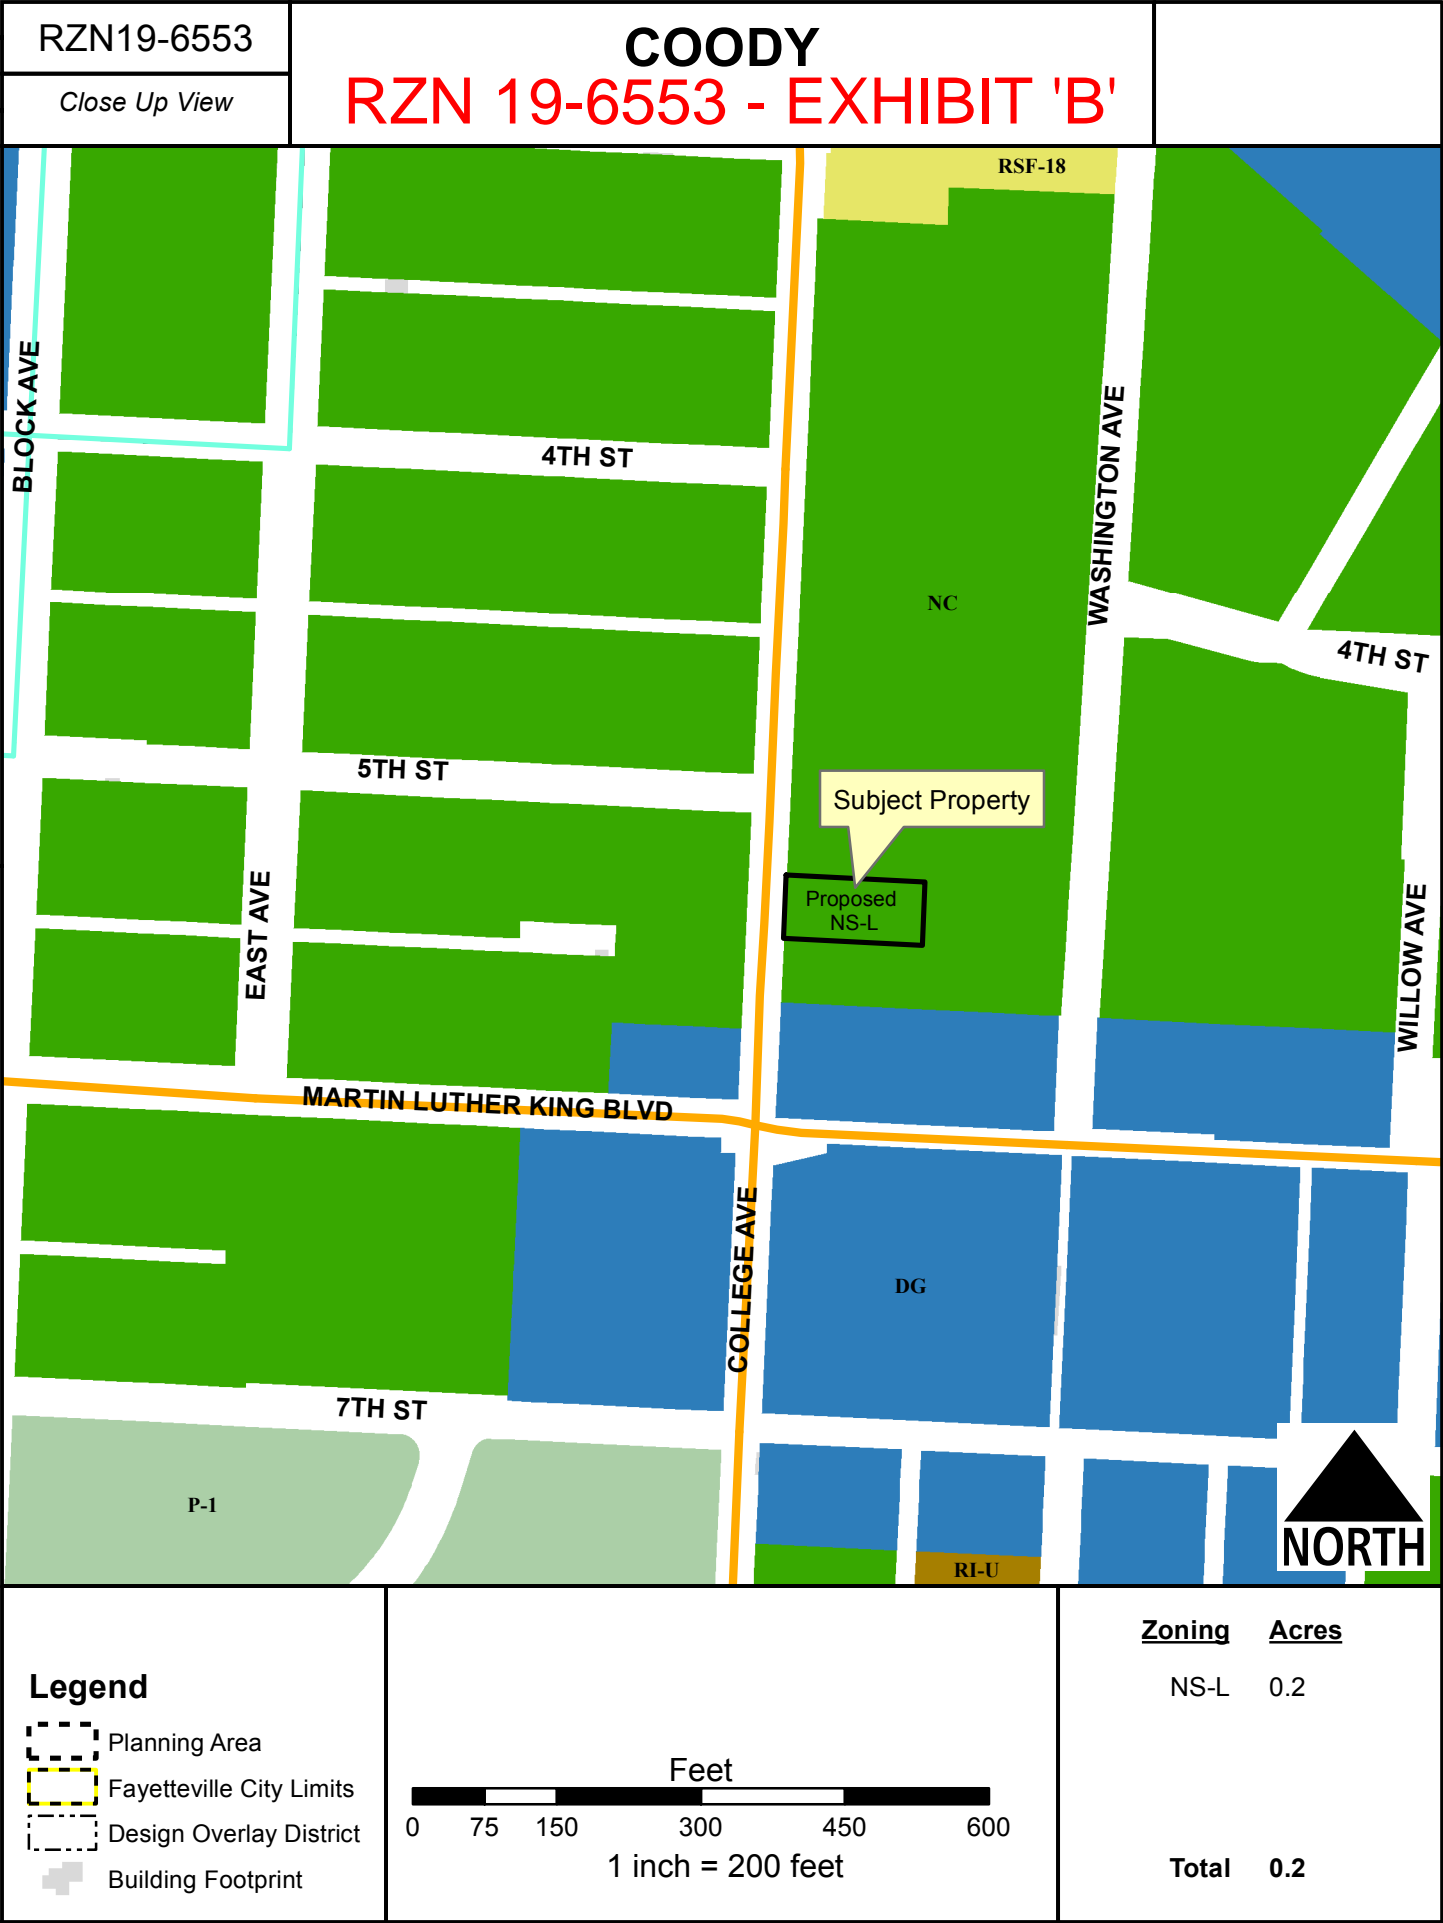 RZN19-6553
Close Up View
COODY
RZN 19-6553 - EXHIBIT 'B'
RSF-18
BLOCK AVE
4TH ST
WASHINGTON AVE
NC
4TH ST
5TH ST
Subject Property
Proposed
NS-L
EAST AVE
WILLOW AVE
MARTIN LUTHER KING BLVD
COLLEGE AVE
DG
7TH ST
P-1
RI-U
NORTH
Legend
Planning Area
Fayetteville City Limits
Design Overlay District
Building Footprint
Feet
0 75 150 300 450 600
1 inch = 200 feet
Zoning Acres
NS-L 0.2
Total 0.2